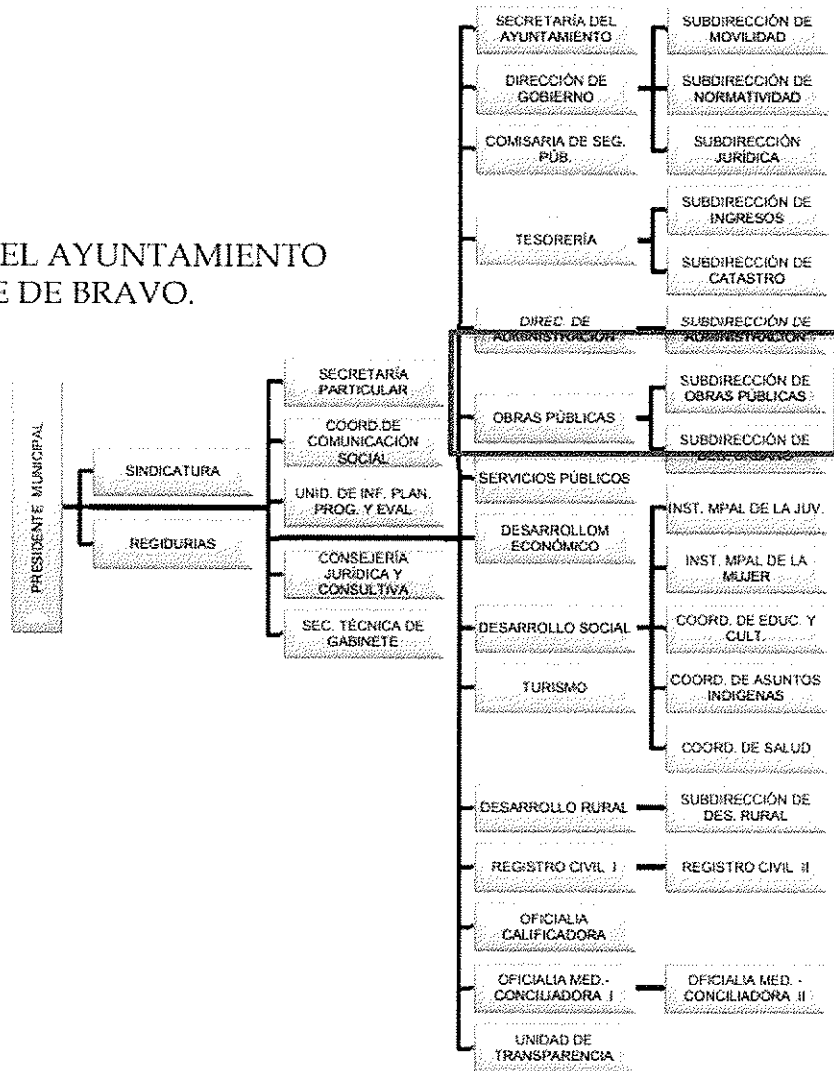 EL AYUNTAMIENTO
E DE BRAVO.
PRESIDENTE MUNICIPAL
SINDICATURA
REGIDURIAS
SECRETARÍA
PARTICULAR
COORD.DE
COMUNICACIÓN
SOCIAL
UNID. DE INF. PLAN.
PROG. Y EVAL
CONSEJERÍA
JURÍDICA Y
CONSULTIVA
SEC. TÉCNICA DE
GABINETE
SECRETARÍA DEL
AYUNTAMIENTO
DIRECCIÓN DE
GOBIERNO
SUBDIRECCIÓN DE
MOVILIDAD
SUBDIRECCIÓN DE
NORMATIVIDAD
SUBDIRECCIÓN
JURÍDICA
COMISARIA DE SEG.
PÚB.
TESORERÍA
SUBDIRECCIÓN DE
INGRESOS
SUBDIRECCIÓN DE
CATASTRO
DIREC. DE
ADMINISTRACIÓN
SUBDIRECCIÓN DE
ADMINISTRACIÓN
OBRAS PÚBLICAS
SUBDIRECCIÓN DE
OBRAS PÚBLICAS
SUBDIRECCIÓN DE
SERVICIOS PÚBLICOS
DESARROLLOM
ECONÓMICO
DESARROLLO SOCIAL
INST. MPAL DE LA JUV.
INST. MPAL DE LA
MUJER
COORD. DE EDUC. Y
CULT.
COORD. DE ASUNTOS
INDIGENAS
COORD. DE SALUD
TURISMO
DESARROLLO RURAL
SUBDIRECCIÓN DE
DES. RURAL
REGISTRO CIVIL I
REGISTRO CIVIL II
OFICIALIA
CALIFICADORA
OFICIALIA MED.-
CONCILIADORA I
OFICIALIA MED. -
CONCILIADORA II
UNIDAD DE
TRANSPARENCIA